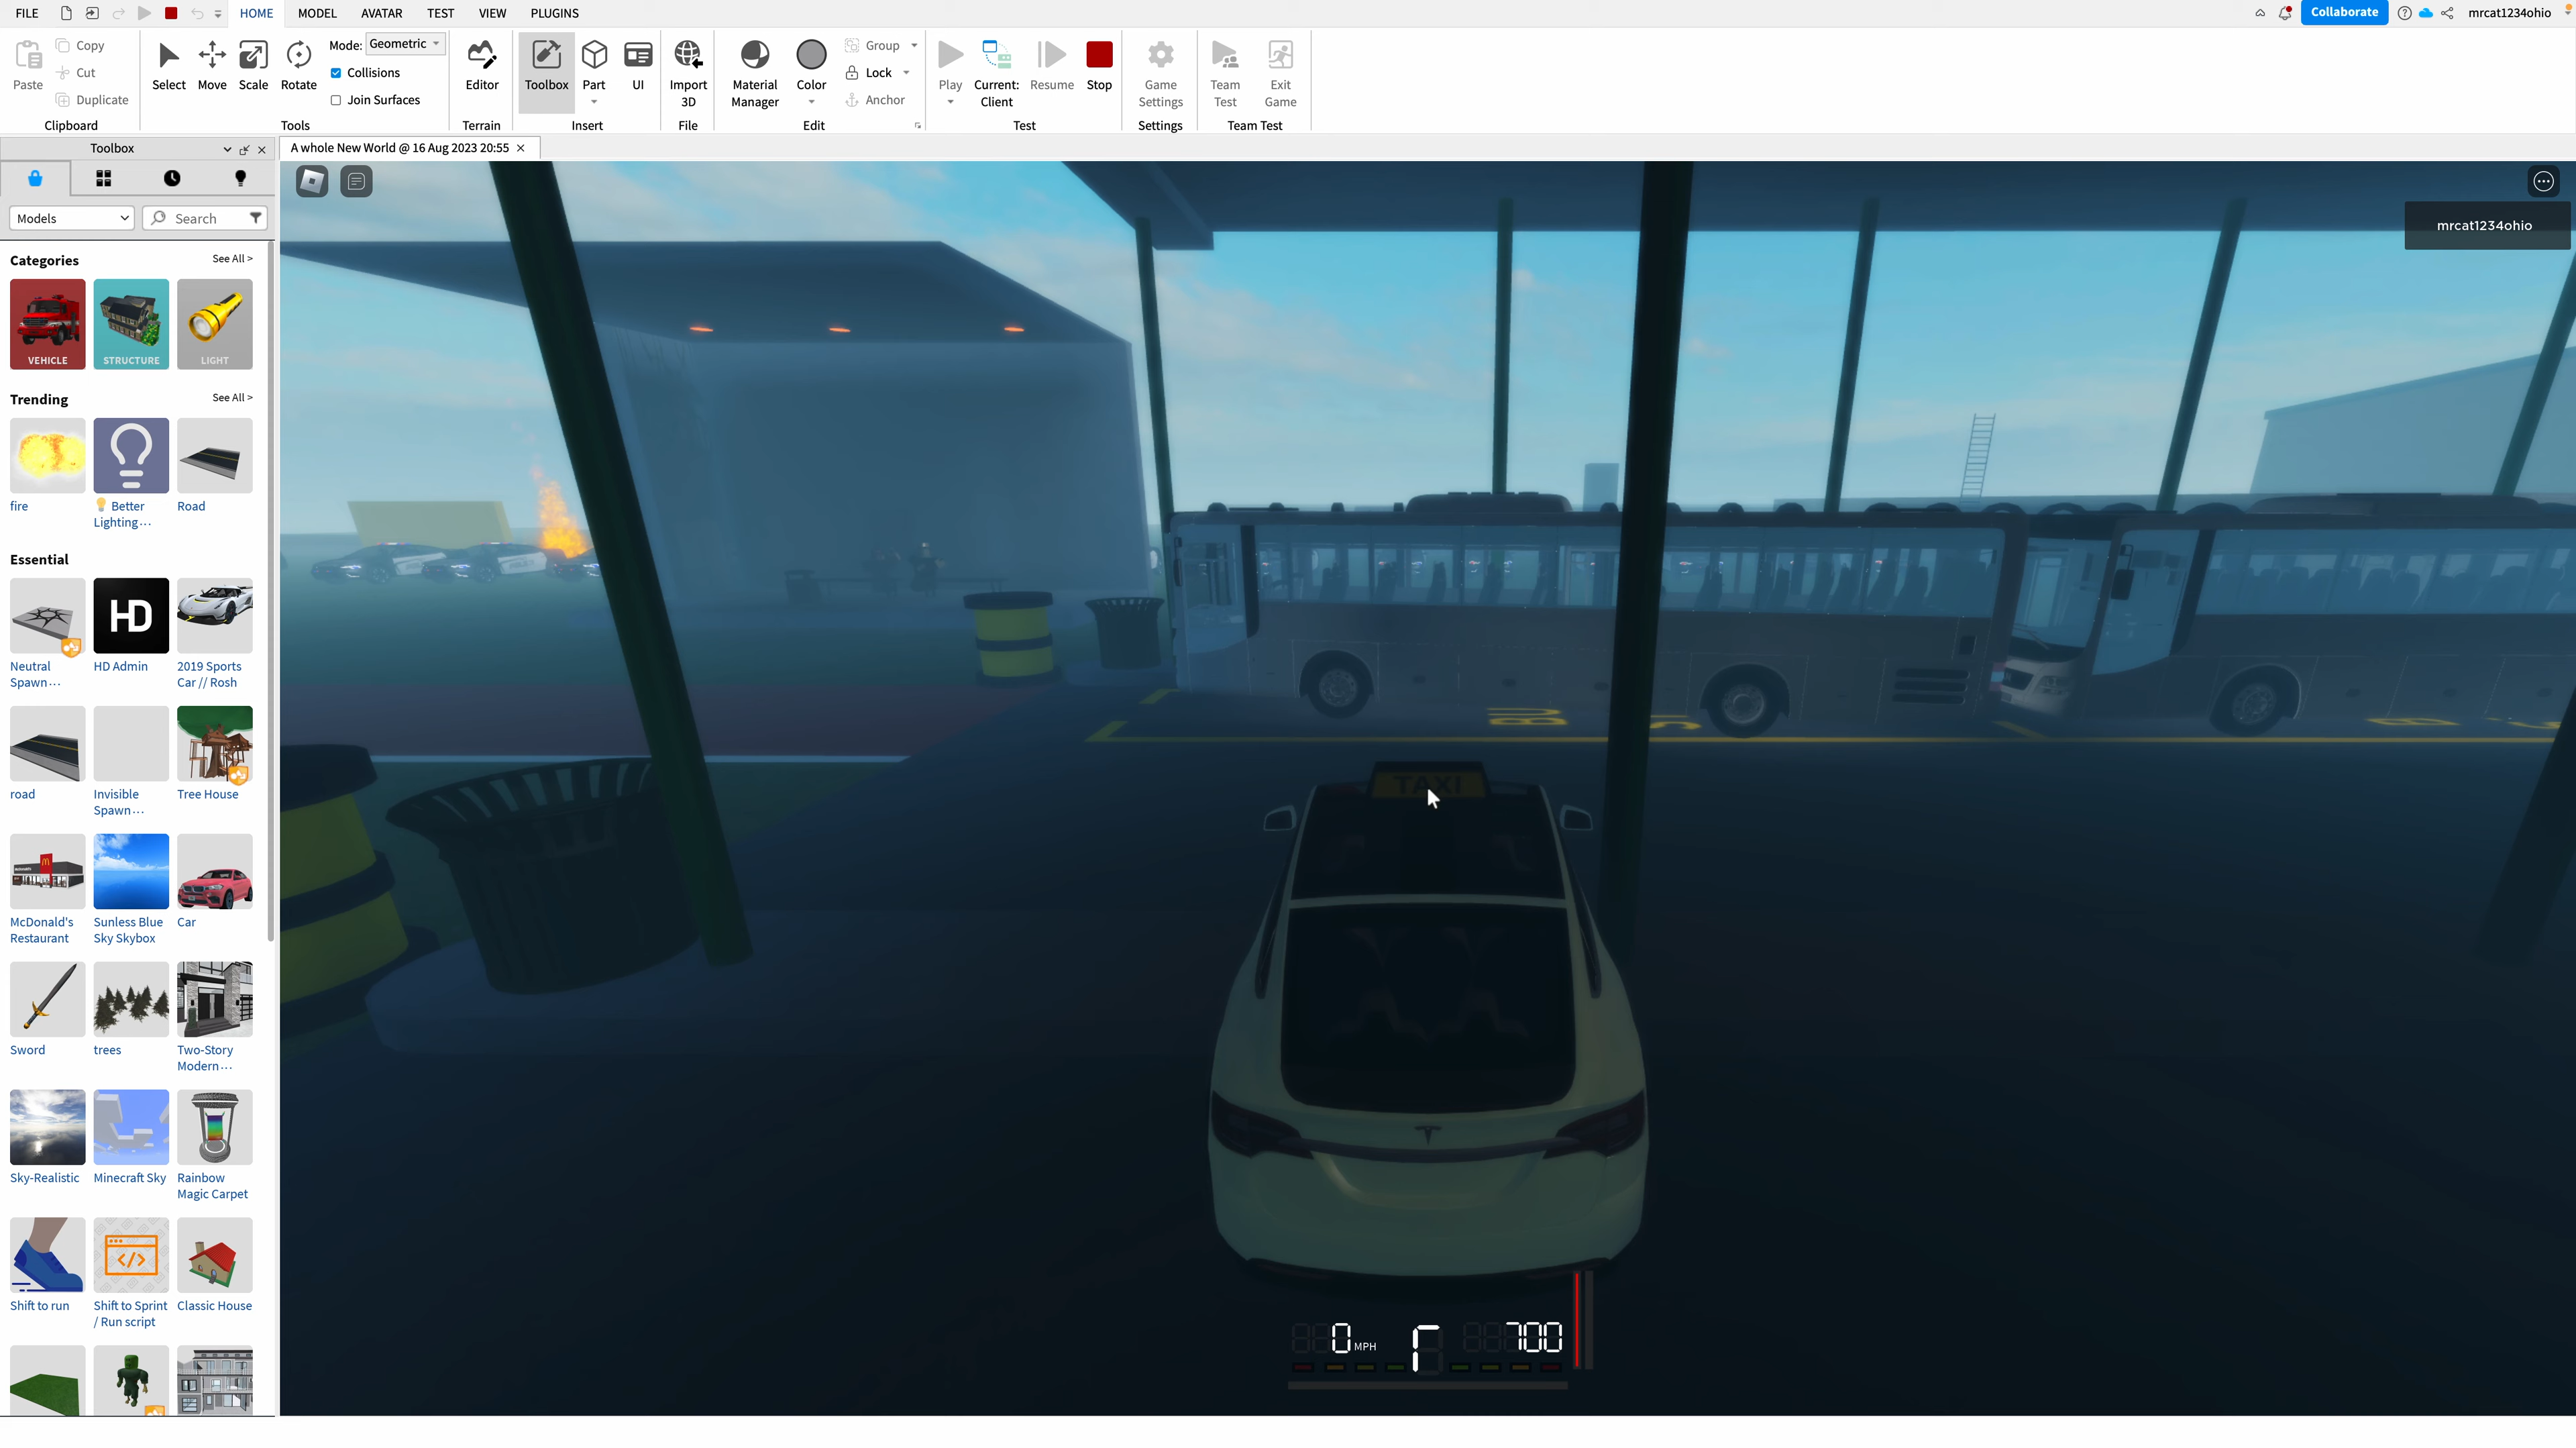 FILE HOME MODEL AVATAR TEST VIEW PLUGINS Collaborate mrcat1234ohio
Paste Copy Cut Duplicate
Clipboard
Select Move Scale Rotate
Mode: Geometric
Collisions
Join Surfaces
Tools
Editor
Terrain
Toolbox Part UI
Insert
Import
3D
File
Material
Manager
Color
Group
Lock
Anchor
Edit
Play
Current:
Client
Resume
Stop
Test
Game
Settings
Settings
Team
Test
Exit
Game
Team Test
Toolbox
A whole New World @ 16 Aug 2023 20:55
Models
Search
Categories See All >
VEHICLE STRUCTURE LIGHT
Trending See All >
fire
Better
Lighting...
Road
Essential
HD
Neutral
Spawn...
HD Admin
2019 Sports
Car // Rosh
road
Invisible
Spawn...
Tree House
McDonald's
Restaurant
Sunless Blue
Sky Skybox
Car
Sword
trees
Two-Story
Modern...
Sky-Realistic
Minecraft Sky
Rainbow
Magic Carpet
Shift to run
Shift to Sprint
/ Run script
Classic House
mrcat1234ohio
TAXI
0 MPH r 700